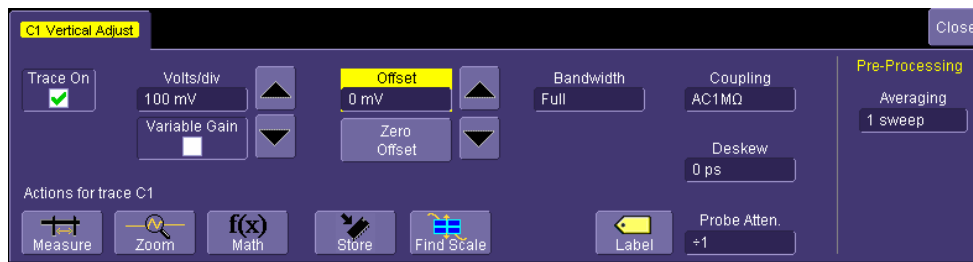 C1 Vertical Adjust
Close
Trace On
Volts/div
100 mV
Variable Gain
Offset
0 mV
Zero
Offset
Bandwidth
Full
Coupling
AC1MΩ
Deskew
0 ps
Probe Atten.
÷1
Pre-Processing
Averaging
1 sweep
Actions for trace C1
Measure
Zoom
f(x)
Math
Store
Find Scale
Label